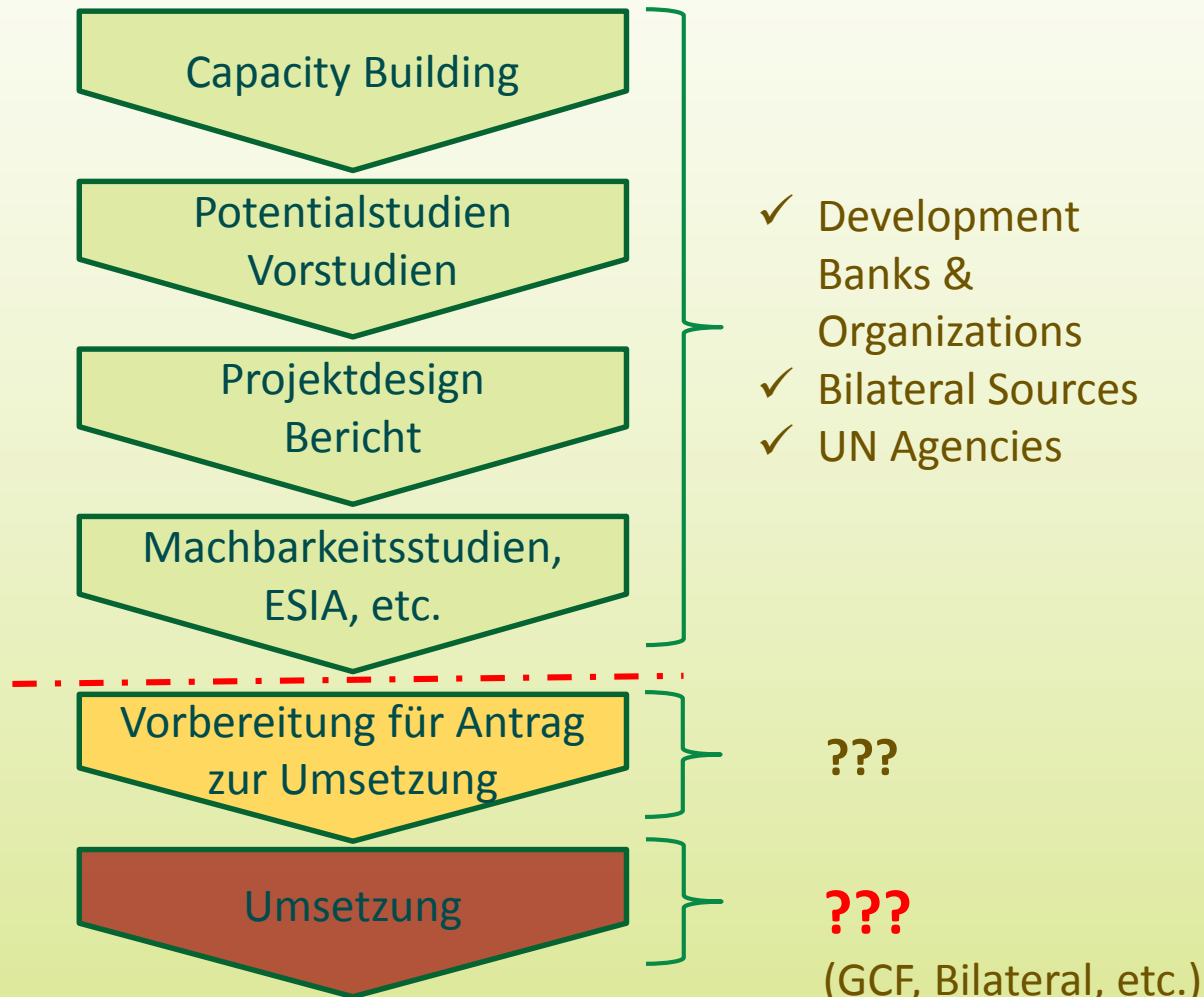 Capacity Building
Potentialstudien
Vorstudien
Projektdesign
Bericht
Machbarkeitsstudien,
ESIA, etc.
✓ Development
Banks &
Organizations
✓ Bilateral Sources
✓ UN Agencies
Vorbereitung für Antrag
zur Umsetzung
???
Umsetzung
???
(GCF, Bilateral, etc.)